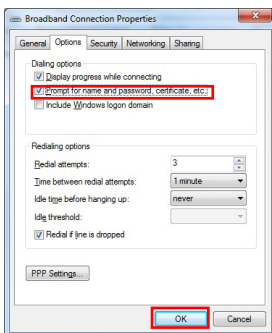 Broadband Connection Properties
General Options Security Networking Sharing
Dialing options
Display progress while connecting
Prompt for name and password, certificate, etc.
Include Windows logon domain
Redialing options
Redial attempts: 3
Time between redial attempts: 1 minute
Idle time before hanging up: never
Idle threshold:
Redial if line is dropped
PPP Settings...
OK Cancel